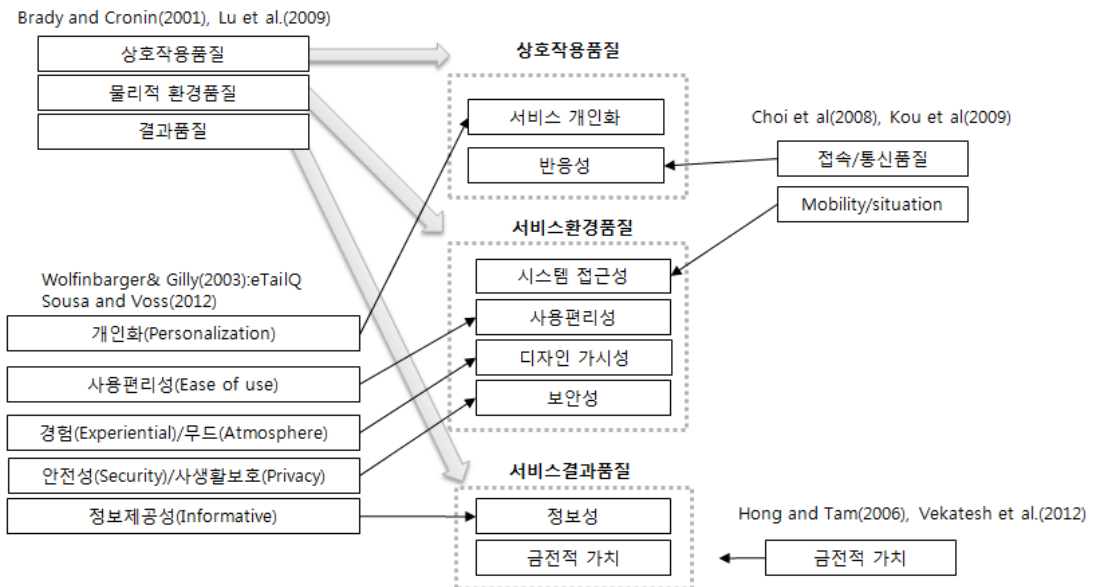 Brady and Cronin(2001), Lu et al.(2009)
상호작용품질
물리적 환경품질
결과품질
상호작용품질
서비스 개인화
반응성
Choi et al(2008), Kou et al(2009)
접속/통신품질
Mobility/situation
서비스환경품질
시스템 접근성
사용편리성
디자인 가시성
보안성
Wolfinbarger& Gilly(2003):eTailQ
Sousa and Voss(2012)
개인화(Personalization)
사용편리성(Ease of use)
경험(Experiential)/무드(Atmosphere)
안전성(Security)/사생활보호(Privacy)
정보제공성(Informative)
서비스결과품질
정보성
금전적 가치
Hong and Tam(2006), Vekatesh et al.(2012)
금전적 가치